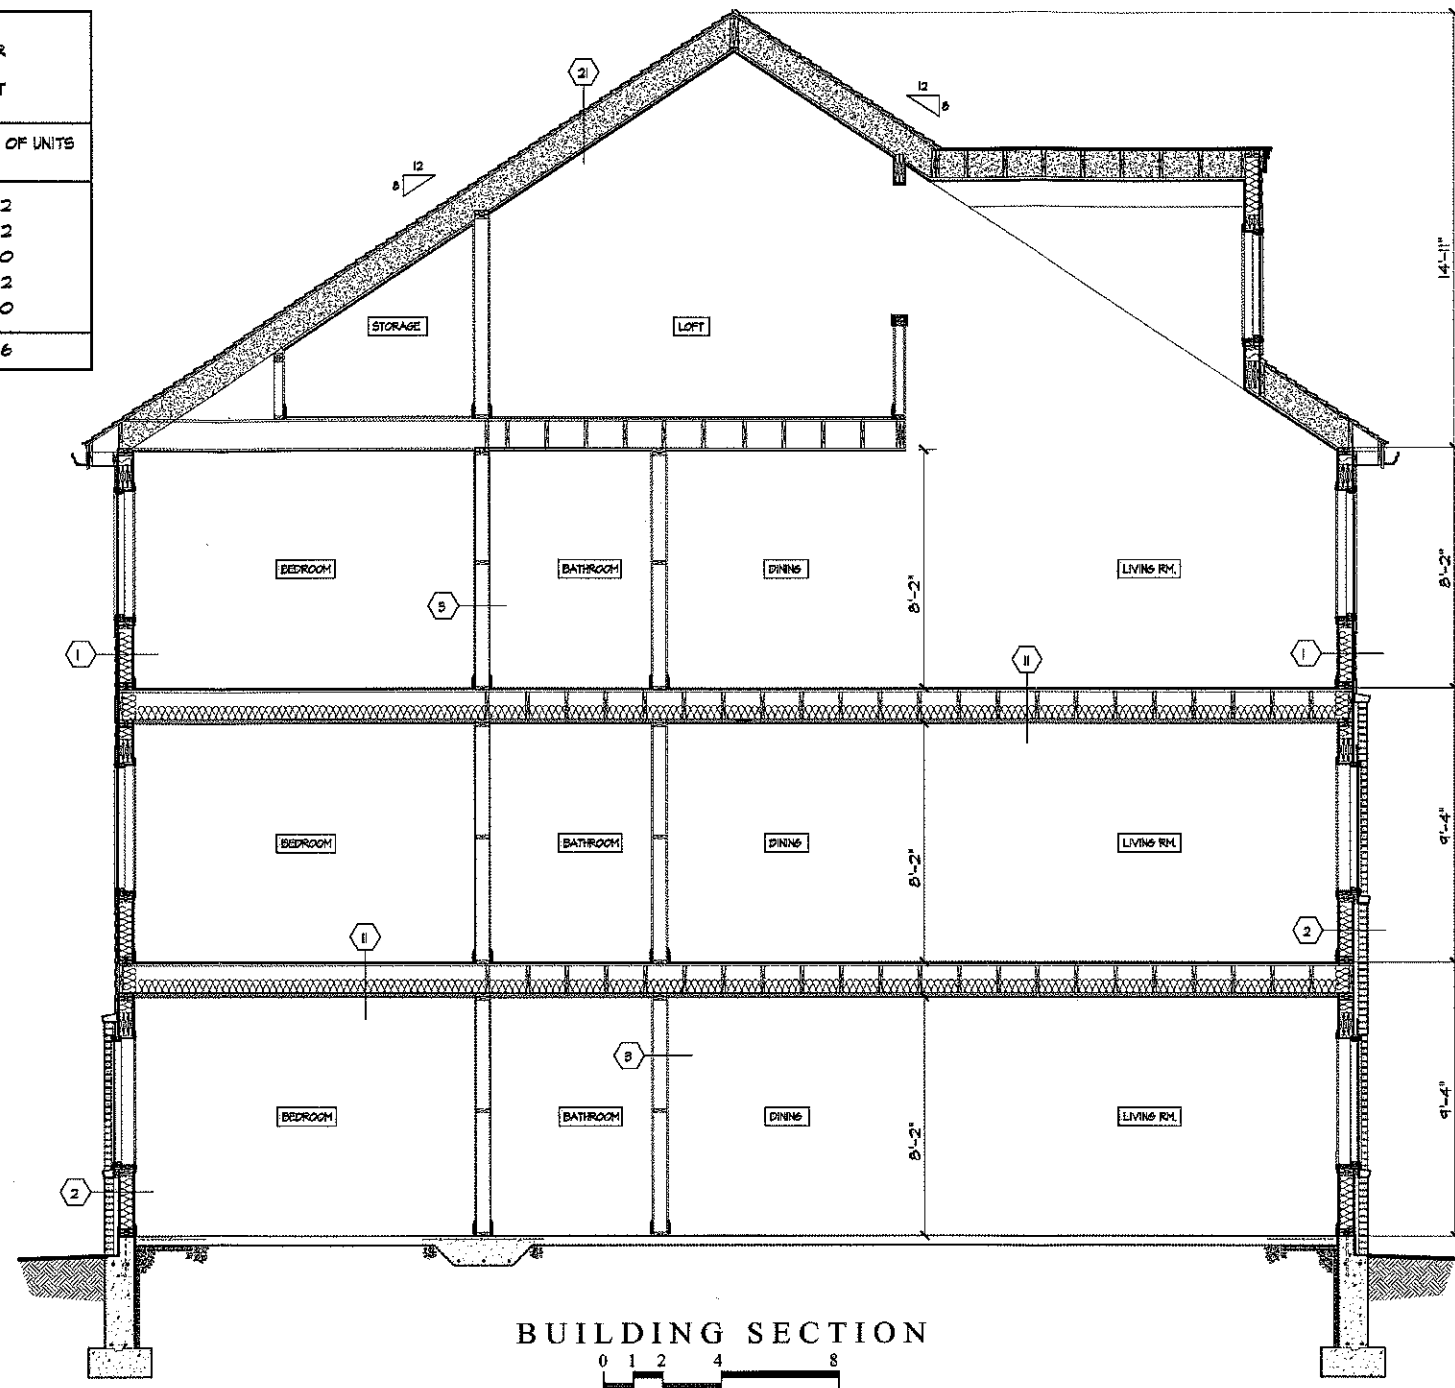 R
T
OF UNITS
2
2
0
2
0
6
21
12
8
12
8
14'-11"
STORAGE
LOFT
BEDROOM
BATHROOM
DINING
LIVING RM.
8'-2"
8'-2"
3
1
1
11
BEDROOM
BATHROOM
DINING
LIVING RM.
8'-2"
9'-4"
11
2
3
BEDROOM
BATHROOM
DINING
LIVING RM.
8'-2"
9'-4"
2
BUILDING SECTION
0 1 2 4 8